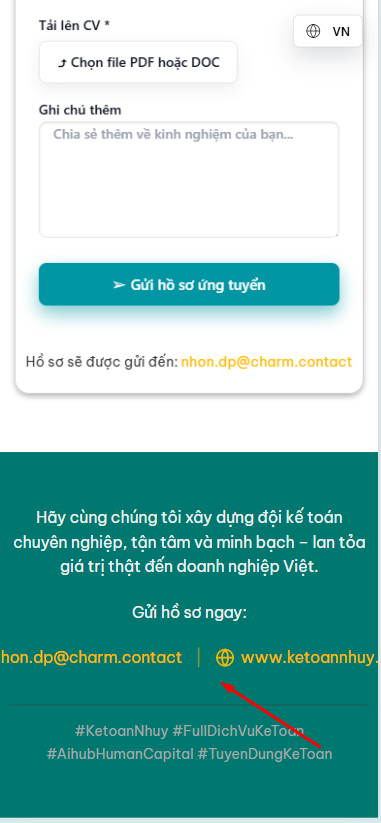 Tải lên CV *
VN
⤴ Chọn file PDF hoặc DOC
Ghi chú thêm
Chia sẻ thêm về kinh nghiệm của bạn...
➢ Gửi hồ sơ ứng tuyển
Hồ sơ sẽ được gửi đến: nhon.dp@charm.contact
Hãy cùng chúng tôi xây dựng đội kế toán
chuyên nghiệp, tận tâm và minh bạch – lan tỏa
giá trị thật đến doanh nghiệp Việt.
Gửi hồ sơ ngay:
hon.dp@charm.contact | www.ketoannhuy.
#KetoanNhuy #FullDichVuKeToan
#AihubHumanCapital #TuyenDungKeToan